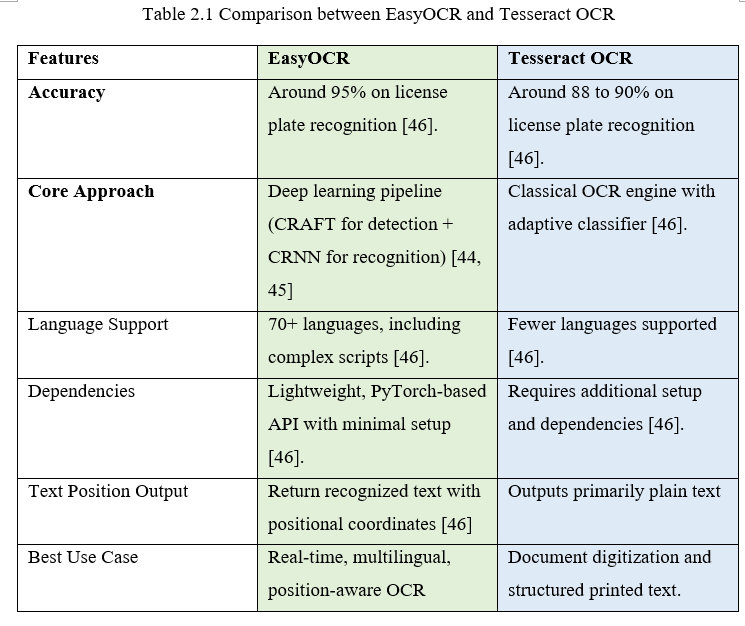 Table 2.1 Comparison between EasyOCR and Tesseract OCR
Features
EasyOCR
Tesseract OCR
Accuracy
Around 95% on license
plate recognition [46].
Around 88 to 90% on
license plate recognition
[46].
Core Approach
Deep learning pipeline
(CRAFT for detection +
CRNN for recognition) [44,
45]
Classical OCR engine with
adaptive classifier [46].
Language Support
70+ languages, including
complex scripts [46].
Fewer languages supported
[46].
Dependencies
Lightweight, PyTorch-based
API with minimal setup
[46].
Requires additional setup
and dependencies [46].
Text Position Output
Return recognized text with
positional coordinates [46]
Outputs primarily plain text
Best Use Case
Real-time, multilingual,
position-aware OCR
Document digitization and
structured printed text.